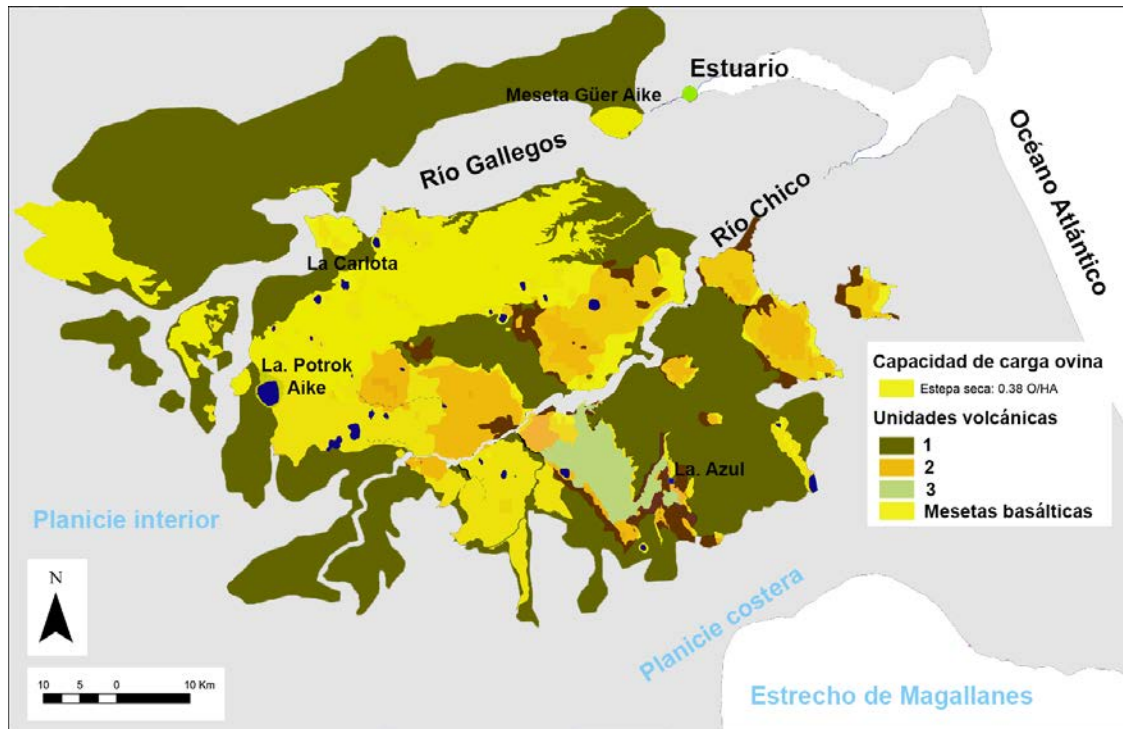 Estuario
Meseta Güer Aike
Océano Atlántico
Río Gallegos
Río Chico
La Carlota
La. Potrok
Aike
La. Azul
Capacidad de carga ovina
Estepa seca: 0.38 O/HA
Unidades volcánicas
1
2
3
Mesetas basálticas
Planicie interior
Planicie costera
Estrecho de Magallanes
N
10 5 0 10 Km